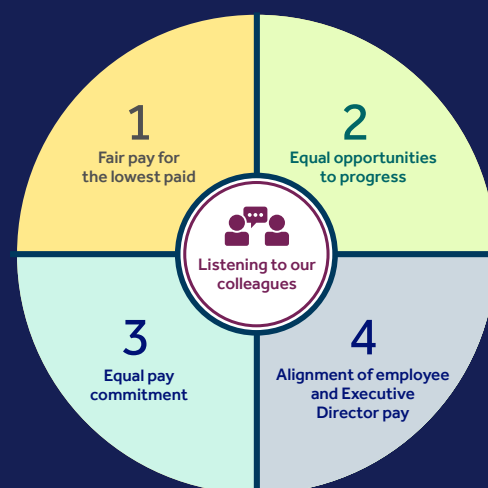 1
Fair pay for
the lowest paid
2
Equal opportunities
to progress
Listening to our
colleagues
3
Equal pay
commitment
4
Alignment of employee
and Executive
Director pay